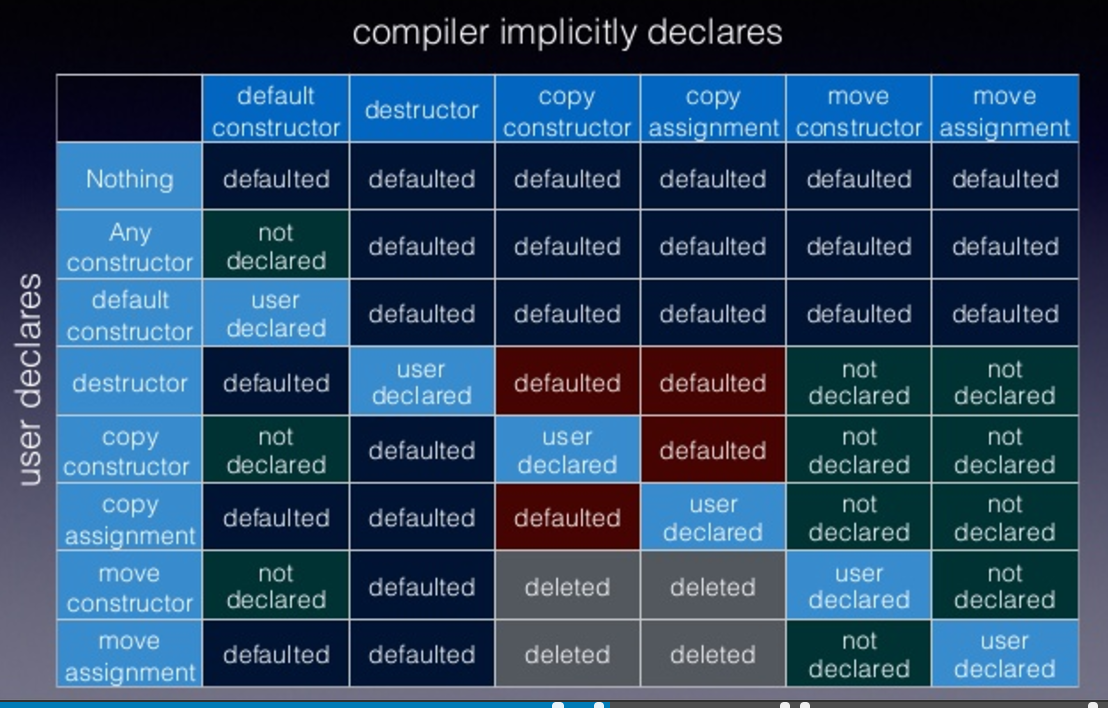 compiler implicitly declares
default
constructor
destructor
copy
constructor
copy
assignment
move
constructor
move
assignment
user declares
Nothing
defaulted
defaulted
defaulted
defaulted
defaulted
defaulted
Any
constructor
not
declared
defaulted
defaulted
defaulted
defaulted
defaulted
default
constructor
user
declared
defaulted
defaulted
defaulted
defaulted
defaulted
destructor
defaulted
user
declared
defaulted
defaulted
not
declared
not
declared
copy
constructor
not
declared
defaulted
user
declared
defaulted
not
declared
not
declared
copy
assignment
defaulted
defaulted
defaulted
user
declared
not
declared
not
declared
move
constructor
not
declared
defaulted
deleted
deleted
user
declared
not
declared
move
assignment
defaulted
defaulted
deleted
deleted
not
declared
user
declared